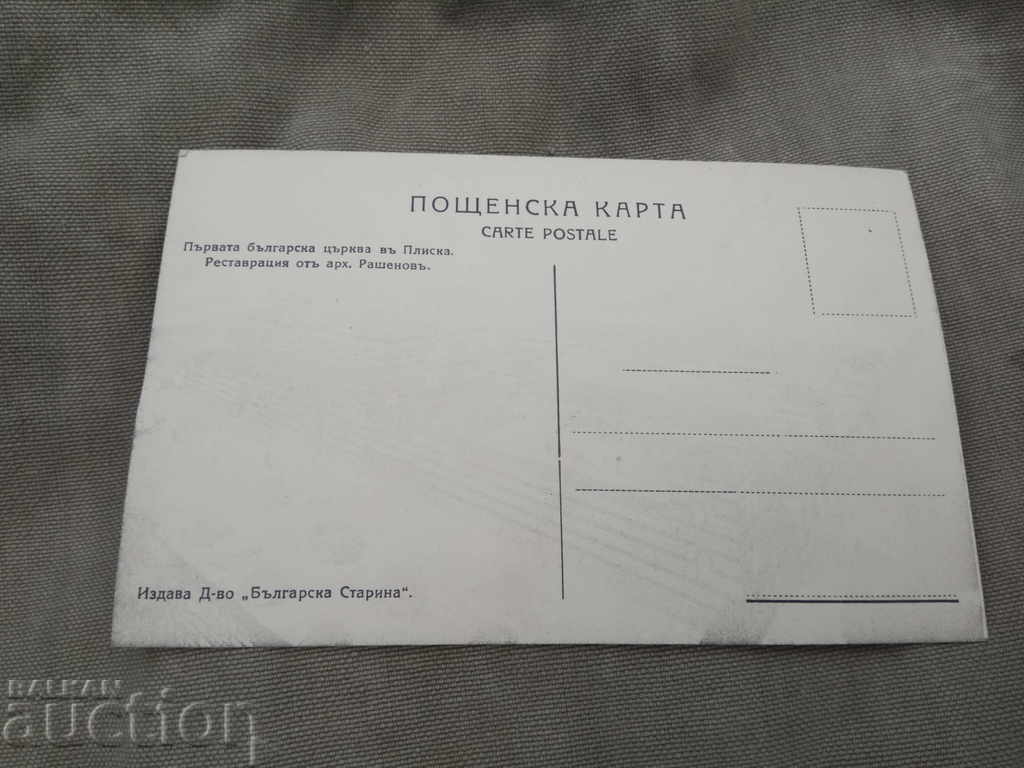 ПОЩЕНСКА КАРТА
CARTE POSTALE
Първата българска църква въ Плиска.
Реставрация отъ арх. Рашеновъ.
Издава Д-во „Българска Старина“.
BALKAN
auction